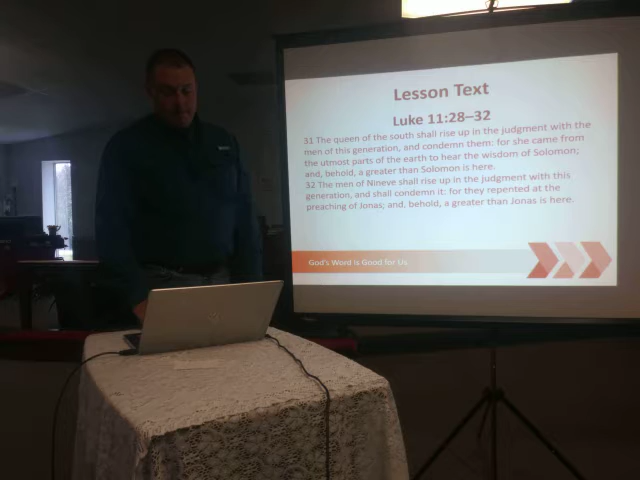 Lesson Text
Luke 11:28–32
31 The queen of the south shall rise up in the judgment with the
men of this generation, and condemn them: for she came from
the utmost parts of the earth to hear the wisdom of Solomon;
and, behold, a greater than Solomon is here.
32 The men of Nineve shall rise up in the judgment with this
generation, and shall condemn it: for they repented at the
preaching of Jonas; and, behold, a greater than Jonas is here.
God's Word is Good for Us